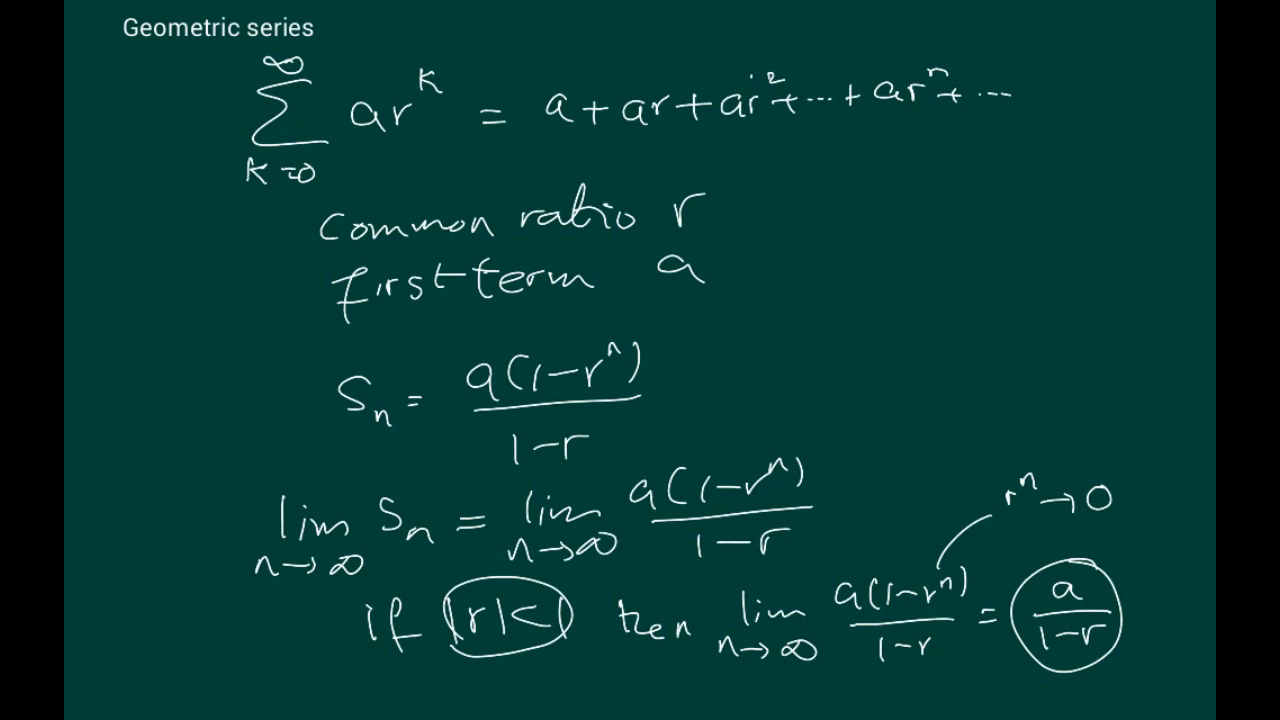 Geometric series
∑_{k=0}^{∞} ar^k = a + ar + ar^2 + ... + ar^n + ...
common ratio r
first term a
S_n = a(1-r^n)/(1-r)
lim_{n→∞} S_n = lim_{n→∞} a(1-r^n)/(1-r)
r^n → 0
if |r|<1 then lim_{n→∞} a(1-r^n)/(1-r) = a/(1-r)